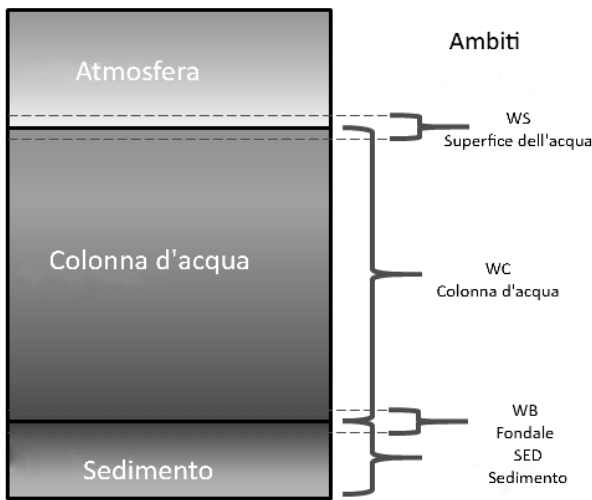 Ambiti
Atmosfera
WS
Superfice dell'acqua
Colonna d'acqua
WC
Colonna d'acqua
WB
Fondale
SED
Sedimento
Sedimento